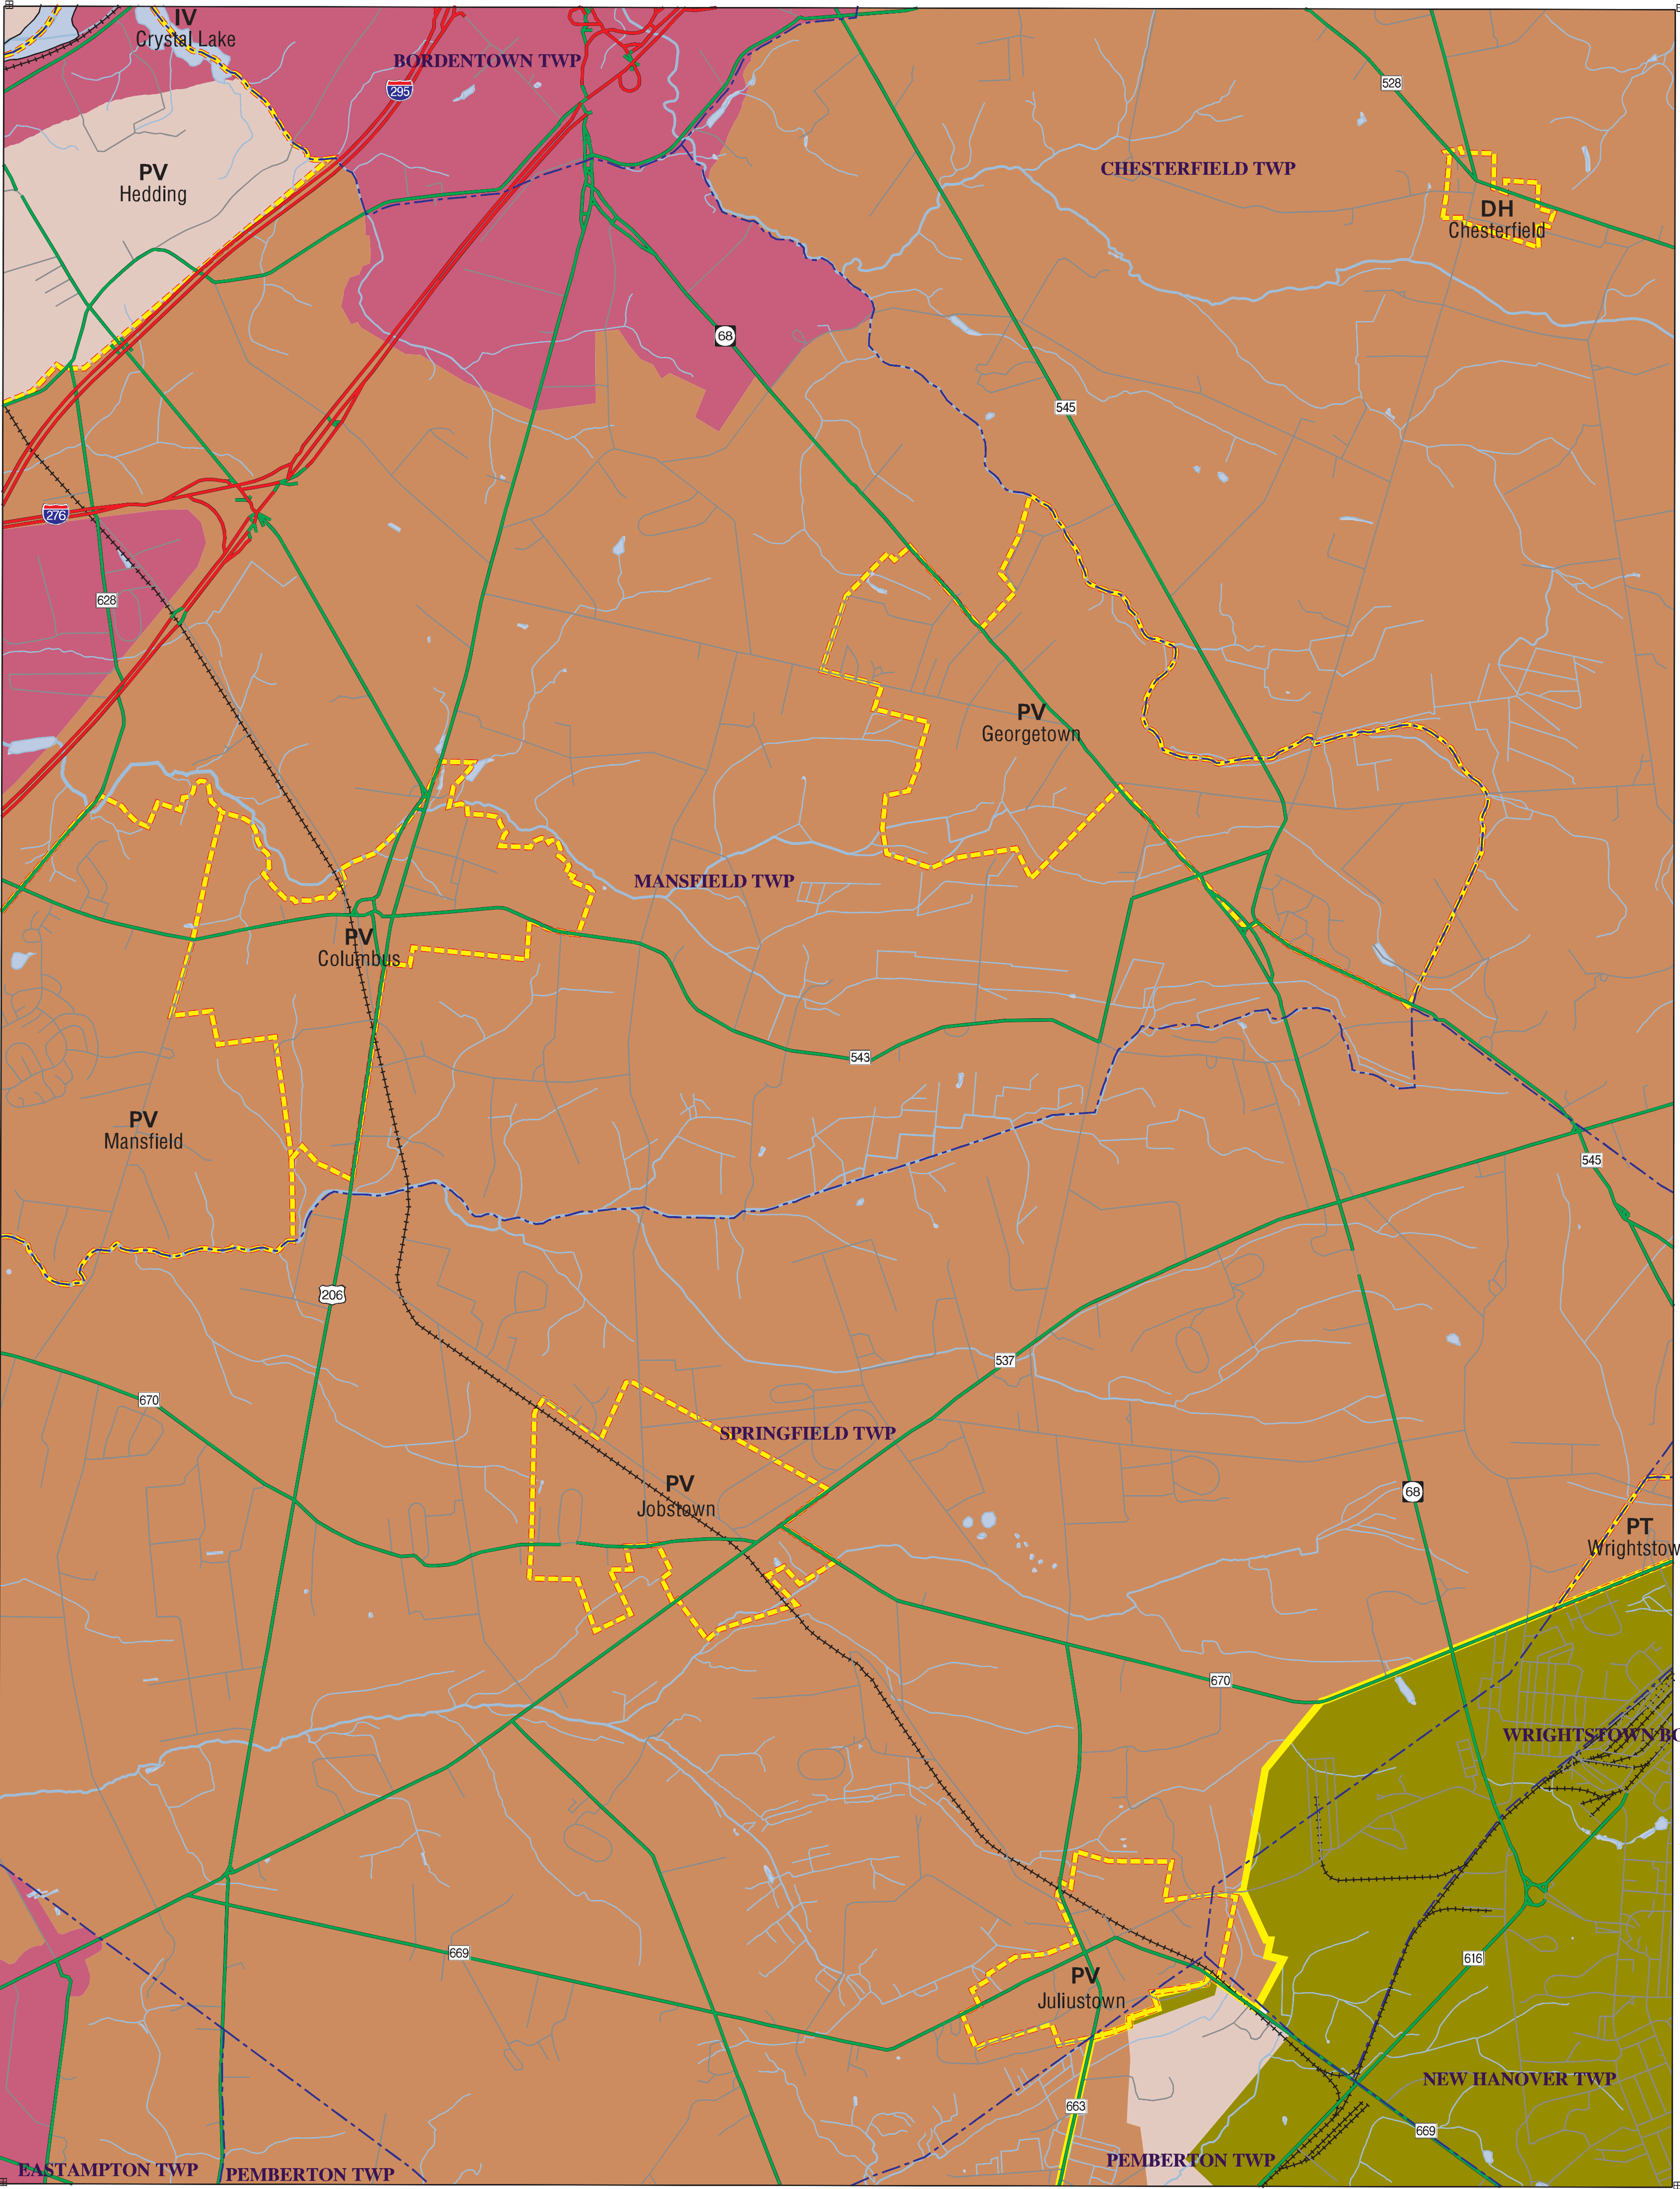 IV
Crystal Lake
BORDENTOWN TWP
295
528
PV
Hedding
CHESTERFIELD TWP
DH
Chesterfield
68
545
276
628
PV
Georgetown
MANSFIELD TWP
PV
Columbus
543
PV
Mansfield
545
206
537
670
SPRINGFIELD TWP
PV
Jobstown
68
PT
Wrightstow
670
WRIGHTSTOWN BO
669
616
PV
Juliustown
NEW HANOVER TWP
663
669
PEMBERTON TWP
EASTAMPTON TWP
PEMBERTON TWP